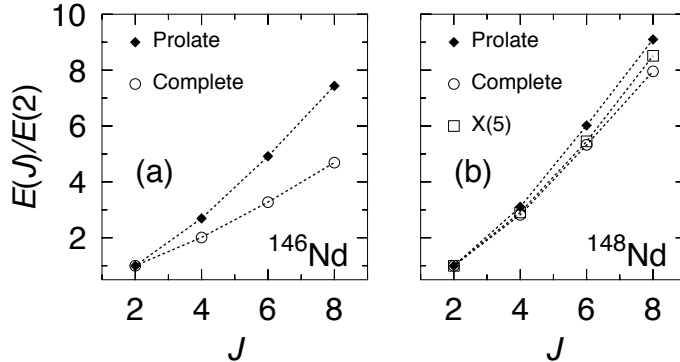 E(J)/E(2)
10
8
6
4
2
Prolate
Complete
(a)
¹⁴⁶Nd
2 4 6 8
J
Prolate
Complete
X(5)
(b)
¹⁴⁸Nd
2 4 6 8
J